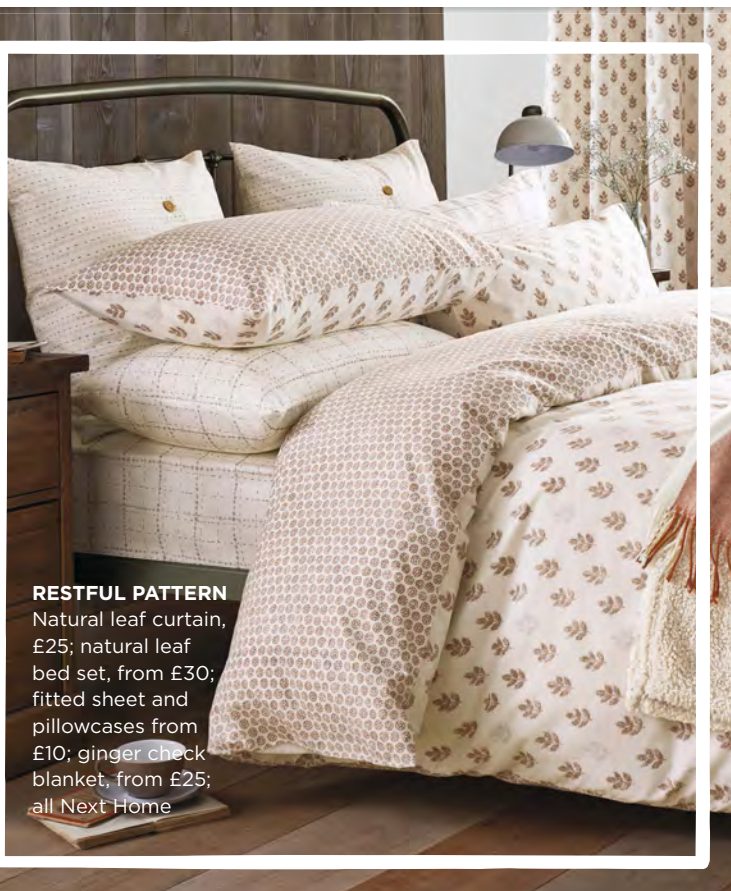 RESTFUL PATTERN
Natural leaf curtain,
£25; natural leaf
bed set, from £30;
fitted sheet and
pillowcases from
£10; ginger check
blanket, from £25;
all Next Home